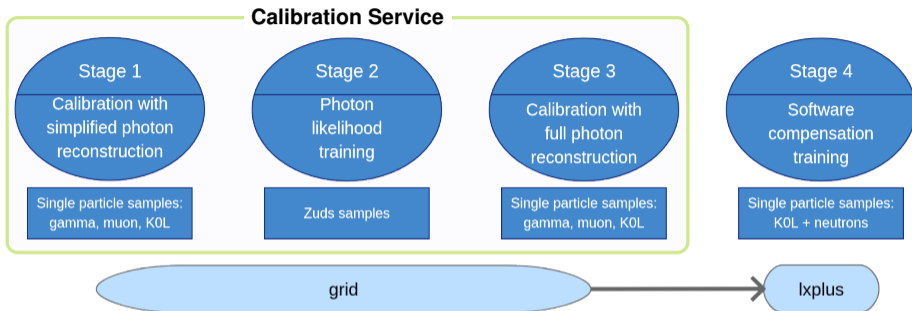 Calibration Service
Stage 1
Calibration with
simplified photon
reconstruction
Single particle samples:
gamma, muon, K0L
Stage 2
Photon
likelihood
training
Zuds samples
Stage 3
Calibration with
full photon
reconstruction
Single particle samples:
gamma, muon, K0L
Stage 4
Software
compensation
training
Single particle samples:
K0L + neutrons
grid
lxplus